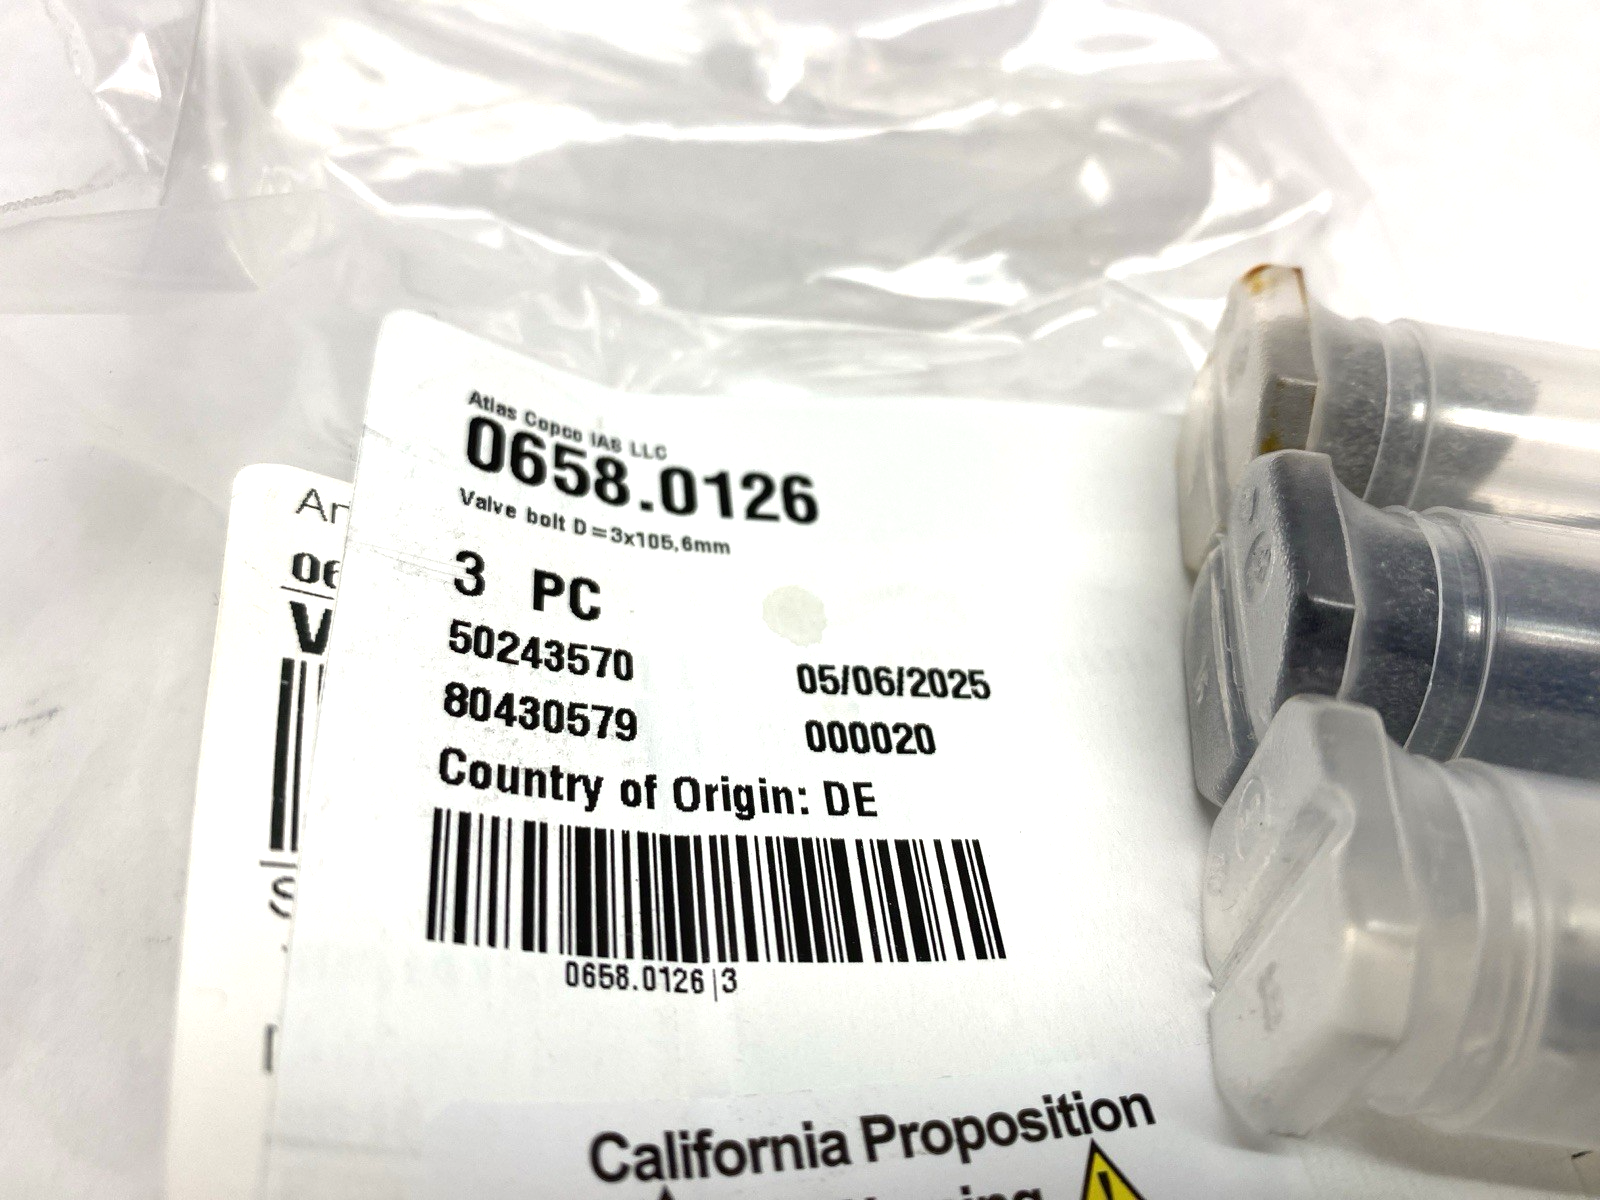 Atlas Copco IAS LLC
0658.0126
Valve bolt D=3x105,6mm
3 PC
50243570 05/06/2025
80430579 000020
Country of Origin: DE
0658.0126|3
California Proposition